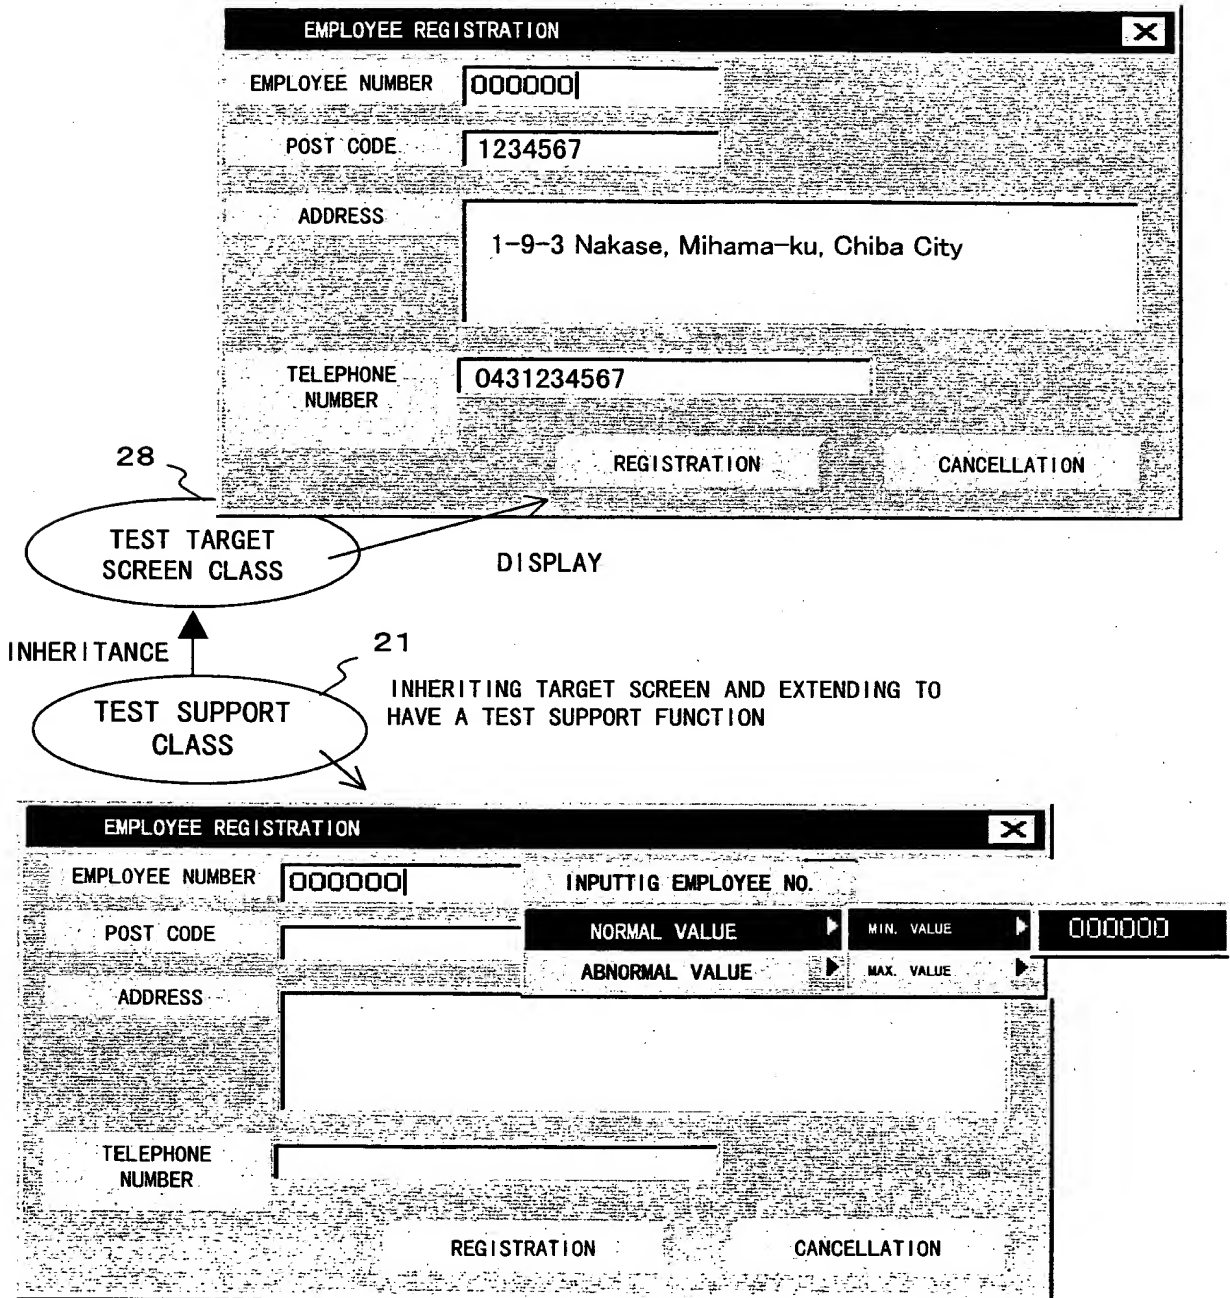 EMPLOYEE REGISTRATION
EMPLOYEE NUMBER 000000
POST CODE 1234567
ADDRESS
1-9-3 Nakase, Mihama-ku, Chiba City
TELEPHONE 0431234567
NUMBER
REGISTRATION CANCELLATION
28
TEST TARGET
SCREEN CLASS
DISPLAY
INHERITANCE
21
TEST SUPPORT
CLASS
INHERITING TARGET SCREEN AND EXTENDING TO
HAVE A TEST SUPPORT FUNCTION
EMPLOYEE REGISTRATION
EMPLOYEE NUMBER 000000 INPUTTIG EMPLOYEE NO.
POST CODE NORMAL VALUE MIN. VALUE 000000
ABNORMAL VALUE MAX. VALUE
ADDRESS
TELEPHONE
NUMBER
REGISTRATION CANCELLATION